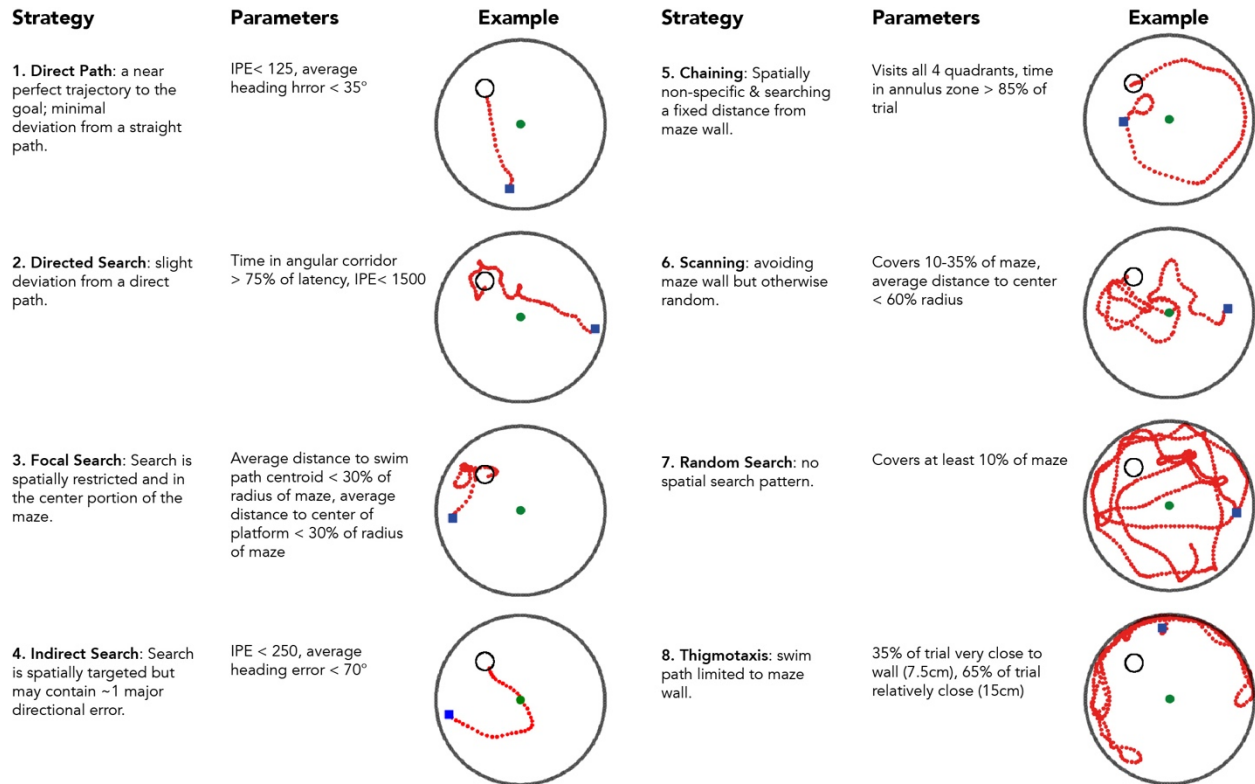 Strategy
Parameters
Example
1. Direct Path: a near
perfect trajectory to the
goal; minimal
deviation from a straight
path.
IPE< 125, average
heading hrror < 35°
2. Directed Search: slight
deviation from a direct
path.
Time in angular corridor
> 75% of latency, IPE< 1500
3. Focal Search: Search is
spatially restricted and in
the center portion of the
maze.
Average distance to swim
path centroid < 30% of
radius of maze, average
distance to center of
platform < 30% of radius
of maze
4. Indirect Search: Search
is spatially targeted but
may contain ~1 major
directional error.
IPE < 250, average
heading error < 70°
Strategy
Parameters
Example
5. Chaining: Spatially
non-specific & searching
a fixed distance from
maze wall.
Visits all 4 quadrants, time
in annulus zone > 85% of
trial
6. Scanning: avoiding
maze wall but otherwise
random.
Covers 10-35% of maze,
average distance to center
< 60% radius
7. Random Search: no
spatial search pattern.
Covers at least 10% of maze
8. Thigmotaxis: swim
path limited to maze
wall.
35% of trial very close to
wall (7.5cm), 65% of trial
relatively close (15cm)